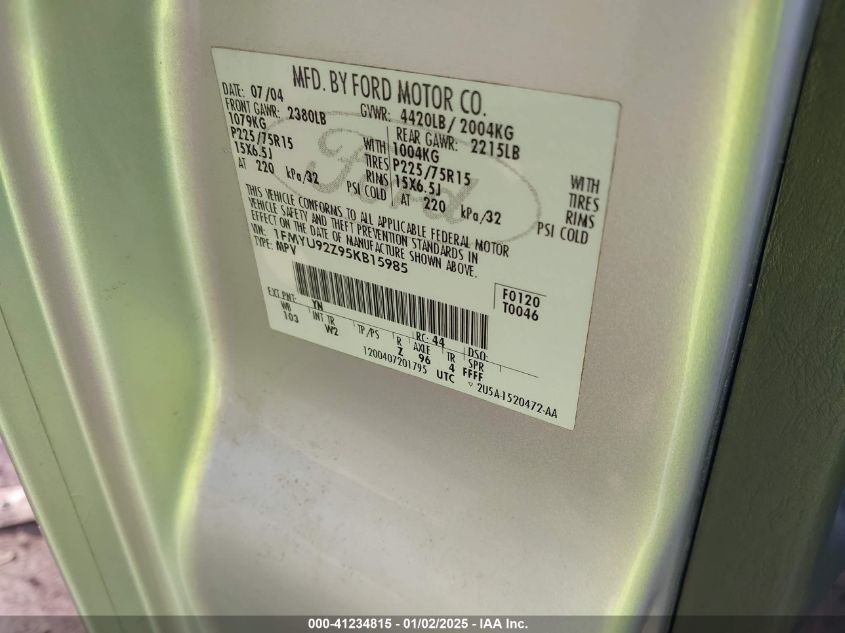 MFD. BY FORD MOTOR CO.
DATE: 07/04 GVWR: 4420LB/ 2004KG
FRONT GAWR: 2380LB REAR GAWR: 2215LB
1079KG WITH 1004KG WITH
P225/75R15 TIRES P225/75R15 TIRES
15X6.5J RIMS 15X6.5J RIMS
AT 220 kPa/32 PSI COLD AT 220 kPa/32 PSI COLD
THIS VEHICLE CONFORMS TO ALL APPLICABLE FEDERAL MOTOR
VEHICLE SAFETY AND THEFT PREVENTION STANDARDS IN
EFFECT ON THE DATE OF MANUFACTURE SHOWN ABOVE.
VIN: 1FMYU92Z95KB15985
TYPE: MPV
Ford
F0120
T0046
EXT PNT: YN RC: 44 DSO:
WB INT TR TP/PS R AXLE TR SPR
103 W2 Z 96 4 FFFF
1200407201795 UTC 2U5A-1520472-AA
000-41234815 - 01/02/2025 - IAA Inc.